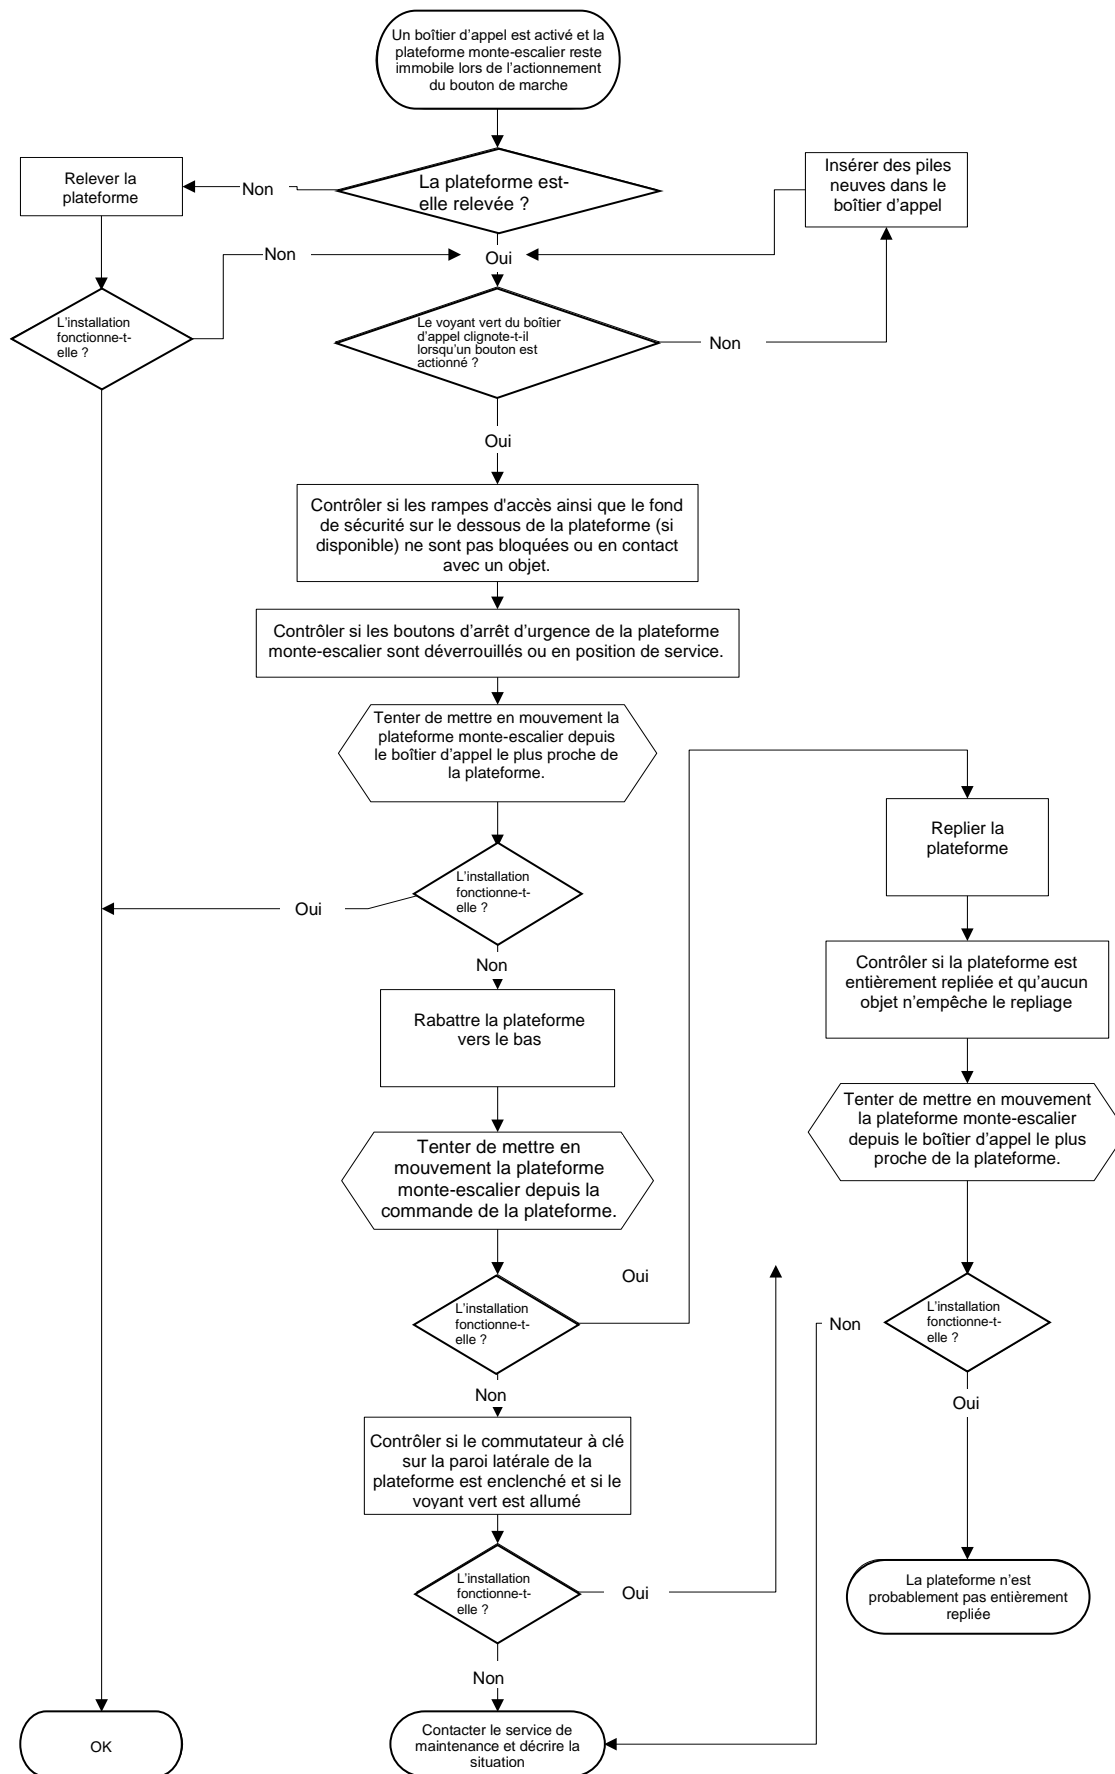 Un boîtier d'appel est activé et la
plateforme monte-escalier reste
immobile lors de l'actionnement
du bouton de marche
Relever la
plateforme
Non
La plateforme est-
elle relevée ?
Insérer des piles
neuves dans le
boîtier d'appel
Non
Oui
L'installation
fonctionne-t-
elle ?
Le voyant vert du boîtier
d'appel clignote-t-il
lorsqu'un bouton est
actionné ?
Non
Oui
Contrôler si les rampes d'accès ainsi que le fond
de sécurité sur le dessous de la plateforme (si
disponible) ne sont pas bloquées ou en contact
avec un objet.
Contrôler si les boutons d'arrêt d'urgence de la plateforme
monte-escalier sont déverrouillés ou en position de service.
Tenter de mettre en mouvement la
plateforme monte-escalier depuis
le boîtier d'appel le plus proche de
la plateforme.
Replier la
plateforme
L'installation
fonctionne-t-
elle ?
Oui
Non
Contrôler si la plateforme est
entièrement repliée et qu'aucun
objet n'empêche le repliage
Rabattre la plateforme
vers le bas
Tenter de mettre en mouvement
la plateforme monte-escalier
depuis le boîtier d'appel le plus
proche de la plateforme.
Tenter de mettre en
mouvement la plateforme
monte-escalier depuis la
commande de la plateforme.
Oui
L'installation
fonctionne-t-
elle ?
Non
L'installation
fonctionne-t-
elle ?
Non
Oui
Contrôler si le commutateur à clé
sur la paroi latérale de la
plateforme est enclenché et si le
voyant vert est allumé
L'installation
fonctionne-t-
elle ?
Oui
La plateforme n'est
probablement pas entièrement
repliée
Non
OK
Contacter le service de
maintenance et décrire la
situation